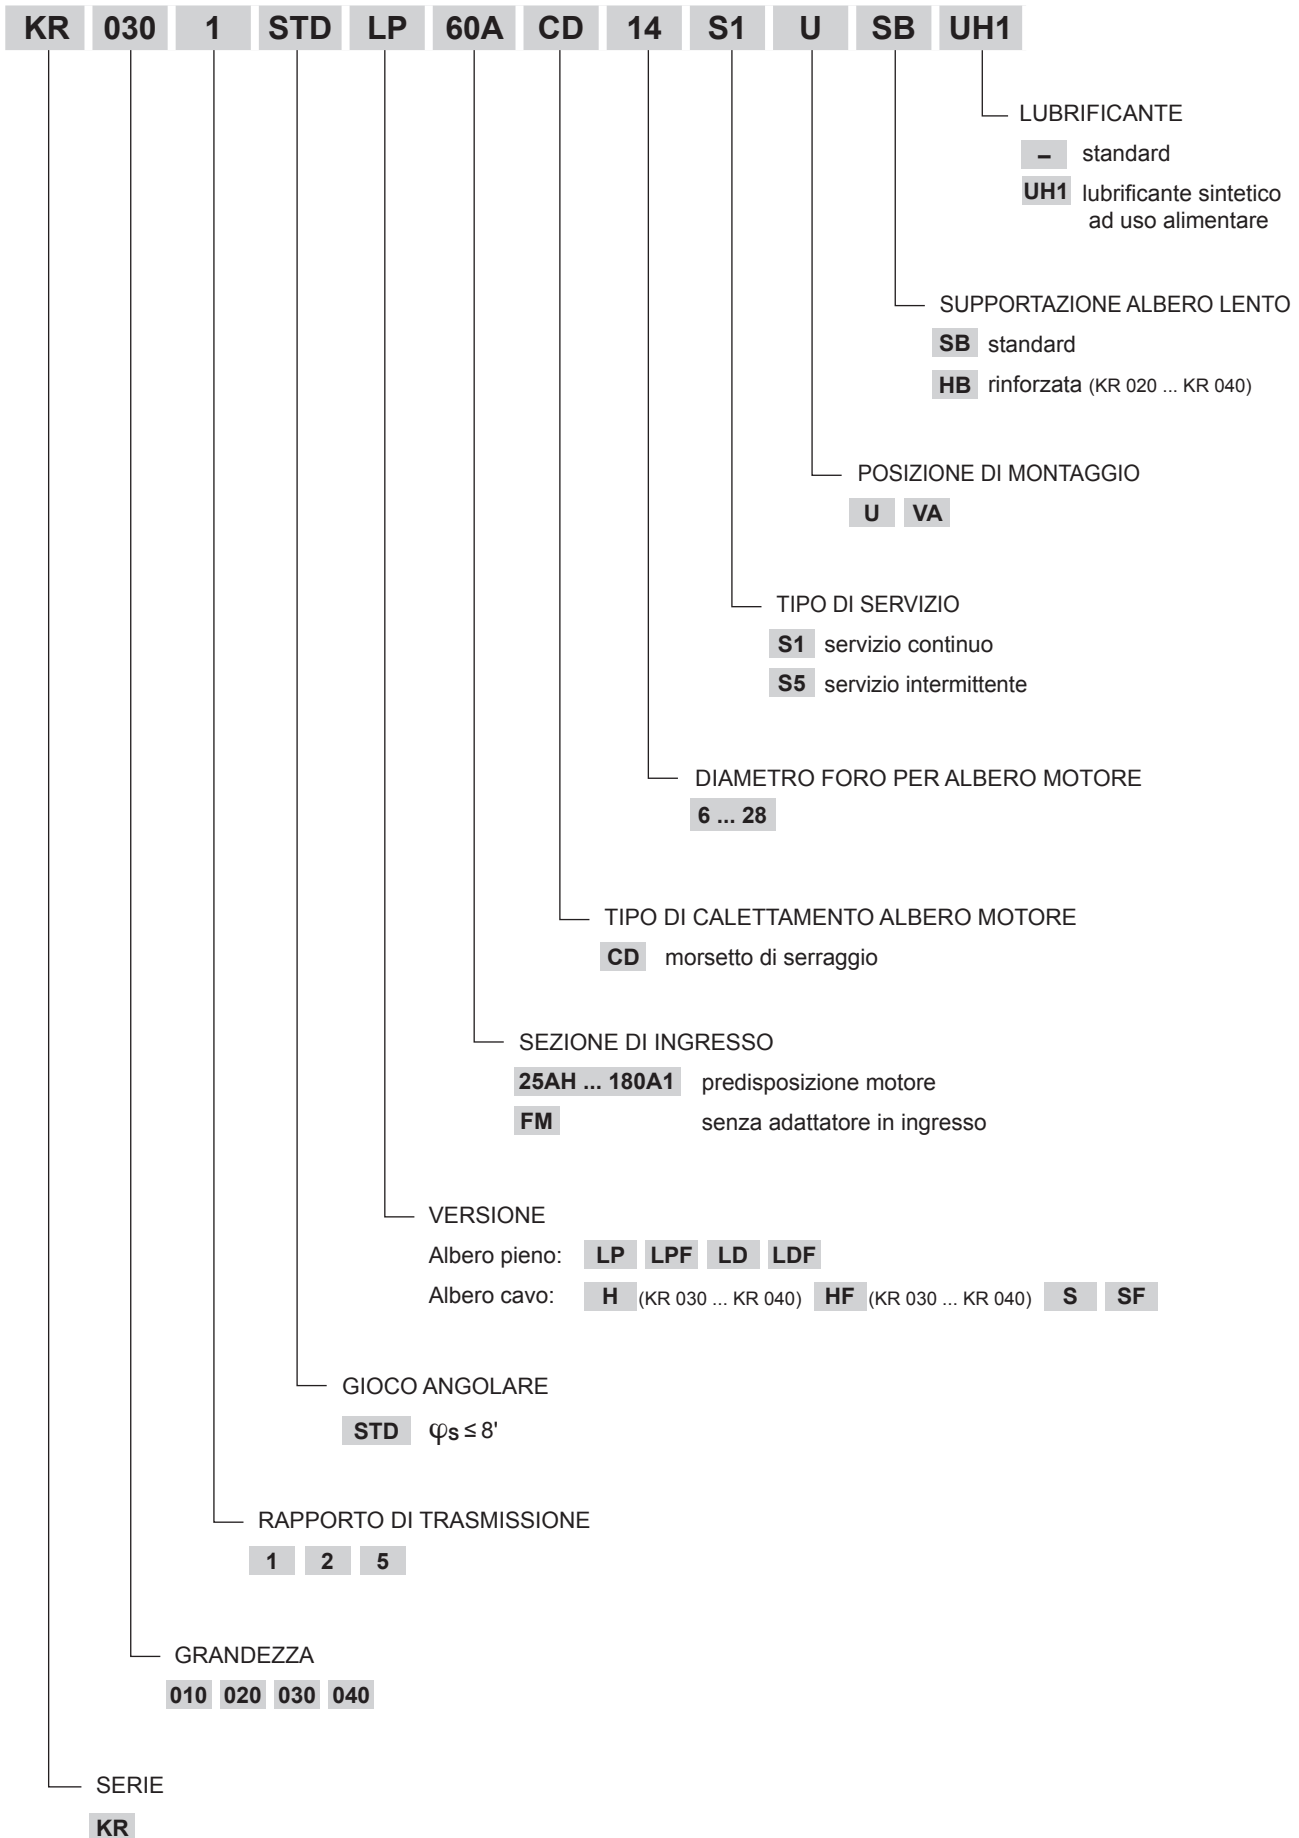 KR 030 1 STD LP 60A CD 14 S1 U SB UH1
LUBRIFICANTE
– standard
UH1 lubrificante sintetico
ad uso alimentare
SUPPORTAZIONE ALBERO LENTO
SB standard
HB rinforzata (KR 020 ... KR 040)
POSIZIONE DI MONTAGGIO
U VA
TIPO DI SERVIZIO
S1 servizio continuo
S5 servizio intermittente
DIAMETRO FORO PER ALBERO MOTORE
6 ... 28
TIPO DI CALETTAMENTO ALBERO MOTORE
CD morsetto di serraggio
SEZIONE DI INGRESSO
25AH ... 180A1 predisposizione motore
FM senza adattatore in ingresso
VERSIONE
Albero pieno: LP LPF LD LDF
Albero cavo: H (KR 030 ... KR 040) HF (KR 030 ... KR 040) S SF
GIOCO ANGOLARE
STD φs ≤ 8'
RAPPORTO DI TRASMISSIONE
1 2 5
GRANDEZZA
010 020 030 040
SERIE
KR